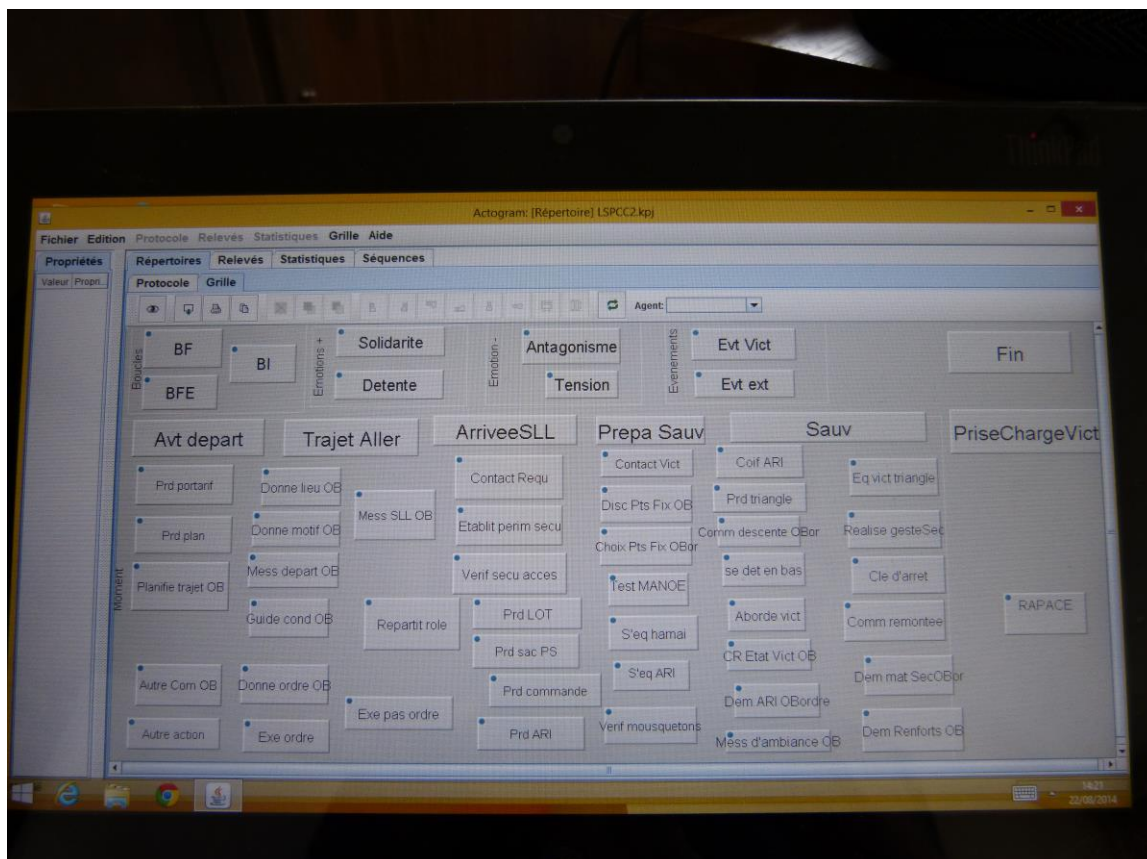 ThinkPad
Actogram: [Répertoire] LSPCC2.kpj
Fichier Edition Protocole Relevés Statistiques Grille Aide
Propriétés
Valeur Propri...
Répertoires Relevés Statistiques Séquences
Protocole Grille
Agent:
Boucles
BF
BI
BFE
Emotions +
Solidarite
Detente
Emotion -
Antagonisme
Tension
Evenements
Evt Vict
Evt ext
Fin
Avt depart
Trajet Aller
ArriveeSLL
Prepa Sauv
Sauv
PriseChargeVict
Moment
Prd portarif
Prd plan
Planifie trajet OB
Autre Com OB
Autre action
Donne lieu OB
Donne motif OB
Mess depart OB
Guide cond OB
Donne ordre OB
Exe ordre
Mess SLL OB
Repartit role
Exe pas ordre
Contact Requ
Etablit perim secu
Verif secu acces
Prd LOT
Prd sac PS
Prd commande
Prd ARI
Contact Vict
Disc Pts Fix OB
Choix Pts Fix OBor
Test MANOE
S'eq harnai
S'eq ARI
Verif mousquetons
Coif ARI
Prd triangle
Comm descente OBor
se det en bas
Aborde vict
CR Etat Vict OB
Dem ARI OBordre
Mess d'ambiance OB
Eq vict triangle
Realise gesteSec
Cle d'arret
Comm remontee
Dem mat SecOBor
Dem Renforts OB
RAPACE
14:23
22/08/2014